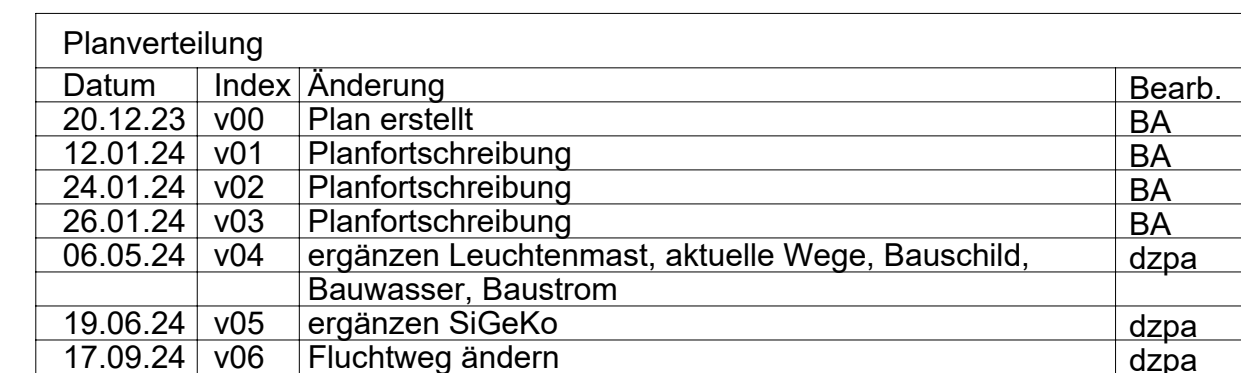 Planverteilung
Datum Index Änderung Bearb.
20.12.23 v00 Plan erstellt BA
12.01.24 v01 Planfortschreibung BA
24.01.24 v02 Planfortschreibung BA
26.01.24 v03 Planfortschreibung BA
06.05.24 v04 ergänzen Leuchtenmast, aktuelle Wege, Bauschild, dzpa
Bauwasser, Baustrom
19.06.24 v05 ergänzen SiGeKo dzpa
17.09.24 v06 Fluchtweg ändern dzpa